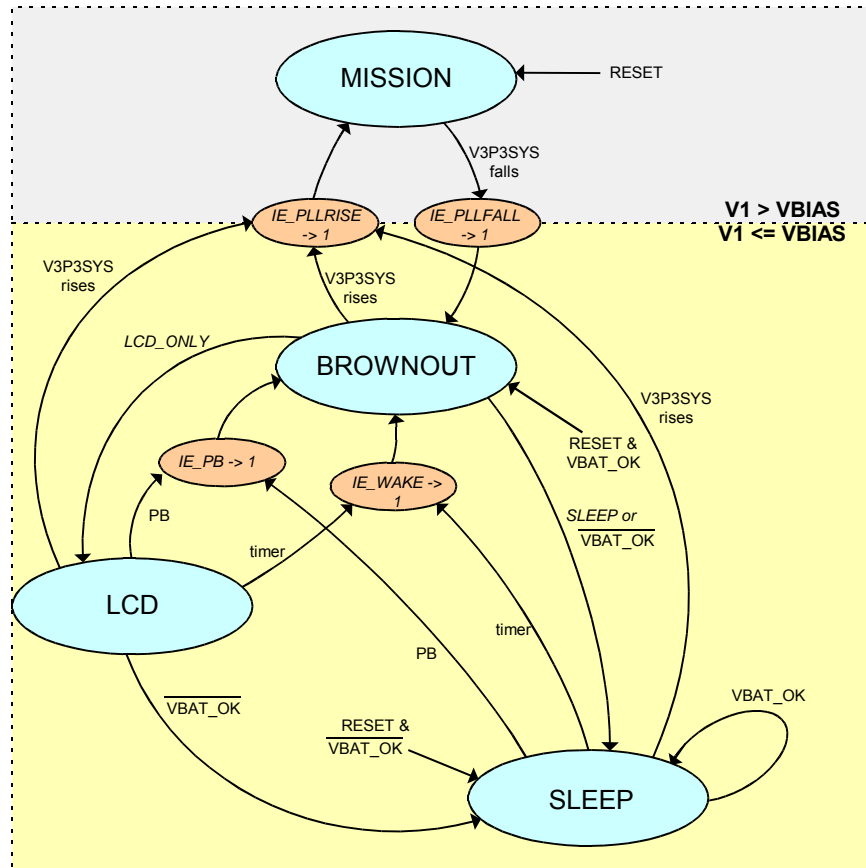 MISSION
RESET
V3P3SYS
falls
IE_PLLRISE
-> 1
IE_PLLFALL
-> 1
V1 > VBIAS
V1 <= VBIAS
V3P3SYS
rises
V3P3SYS
rises
LCD_ONLY
BROWNOUT
V3P3SYS
rises
RESET &
VBAT_OK
IE_PB -> 1
IE_WAKE ->
1
PB
SLEEP or
VBAT_OK
timer
LCD
timer
PB
VBAT_OK
VBAT_OK
RESET &
VBAT_OK
SLEEP